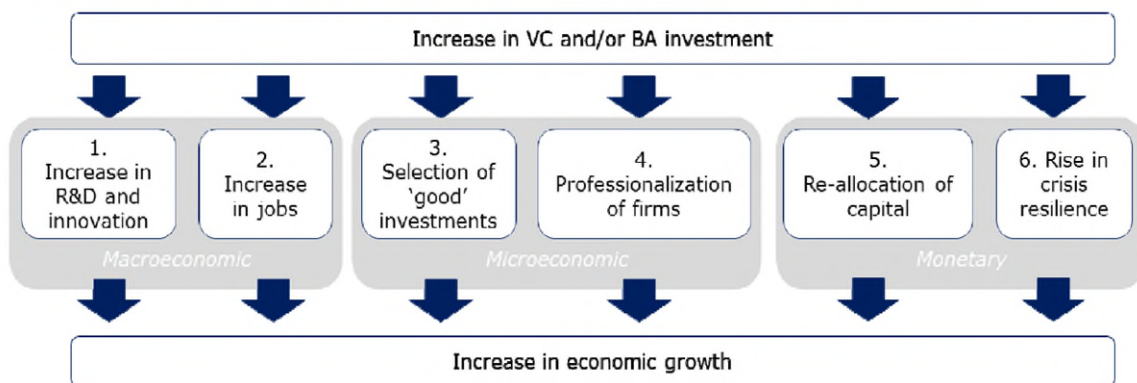 Increase in VC and/or BA investment
1.
Increase in
R&D and
innovation
2.
Increase
in jobs
Macroeconomic
3.
Selection of
‘good’
investments
4.
Professionalization
of firms
Microeconomic
5.
Re-allocation of
capital
6. Rise in
crisis
resilience
Monetary
Increase in economic growth